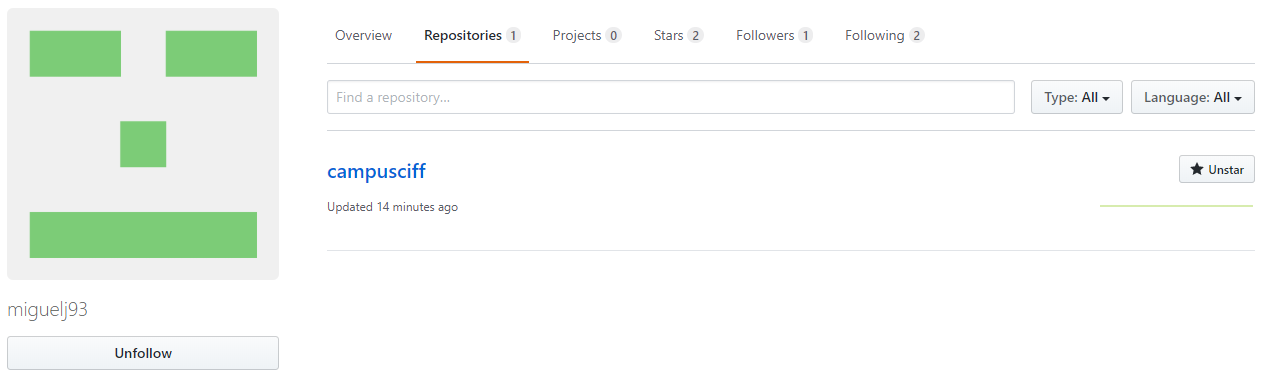 Overview Repositories 1 Projects 0 Stars 2 Followers 1 Following 2
Find a repository... Type: All Language: All
campusciff Unstar
Updated 14 minutes ago
miguelj93
Unfollow